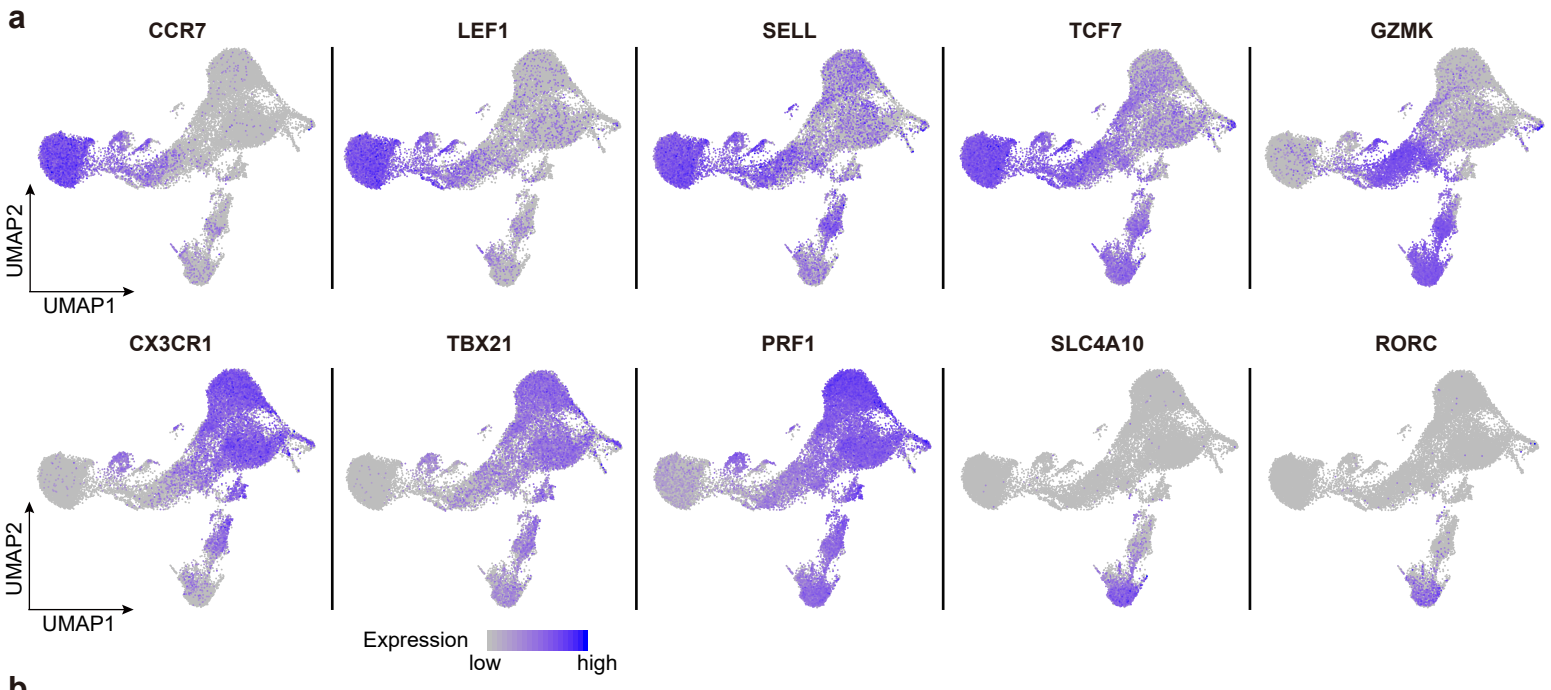 a
CCR7 LEF1 SELL TCF7 GZMK
UMAP2
UMAP1
CX3CR1 TBX21 PRF1 SLC4A10 RORC
UMAP2
UMAP1
Expression
low high
b